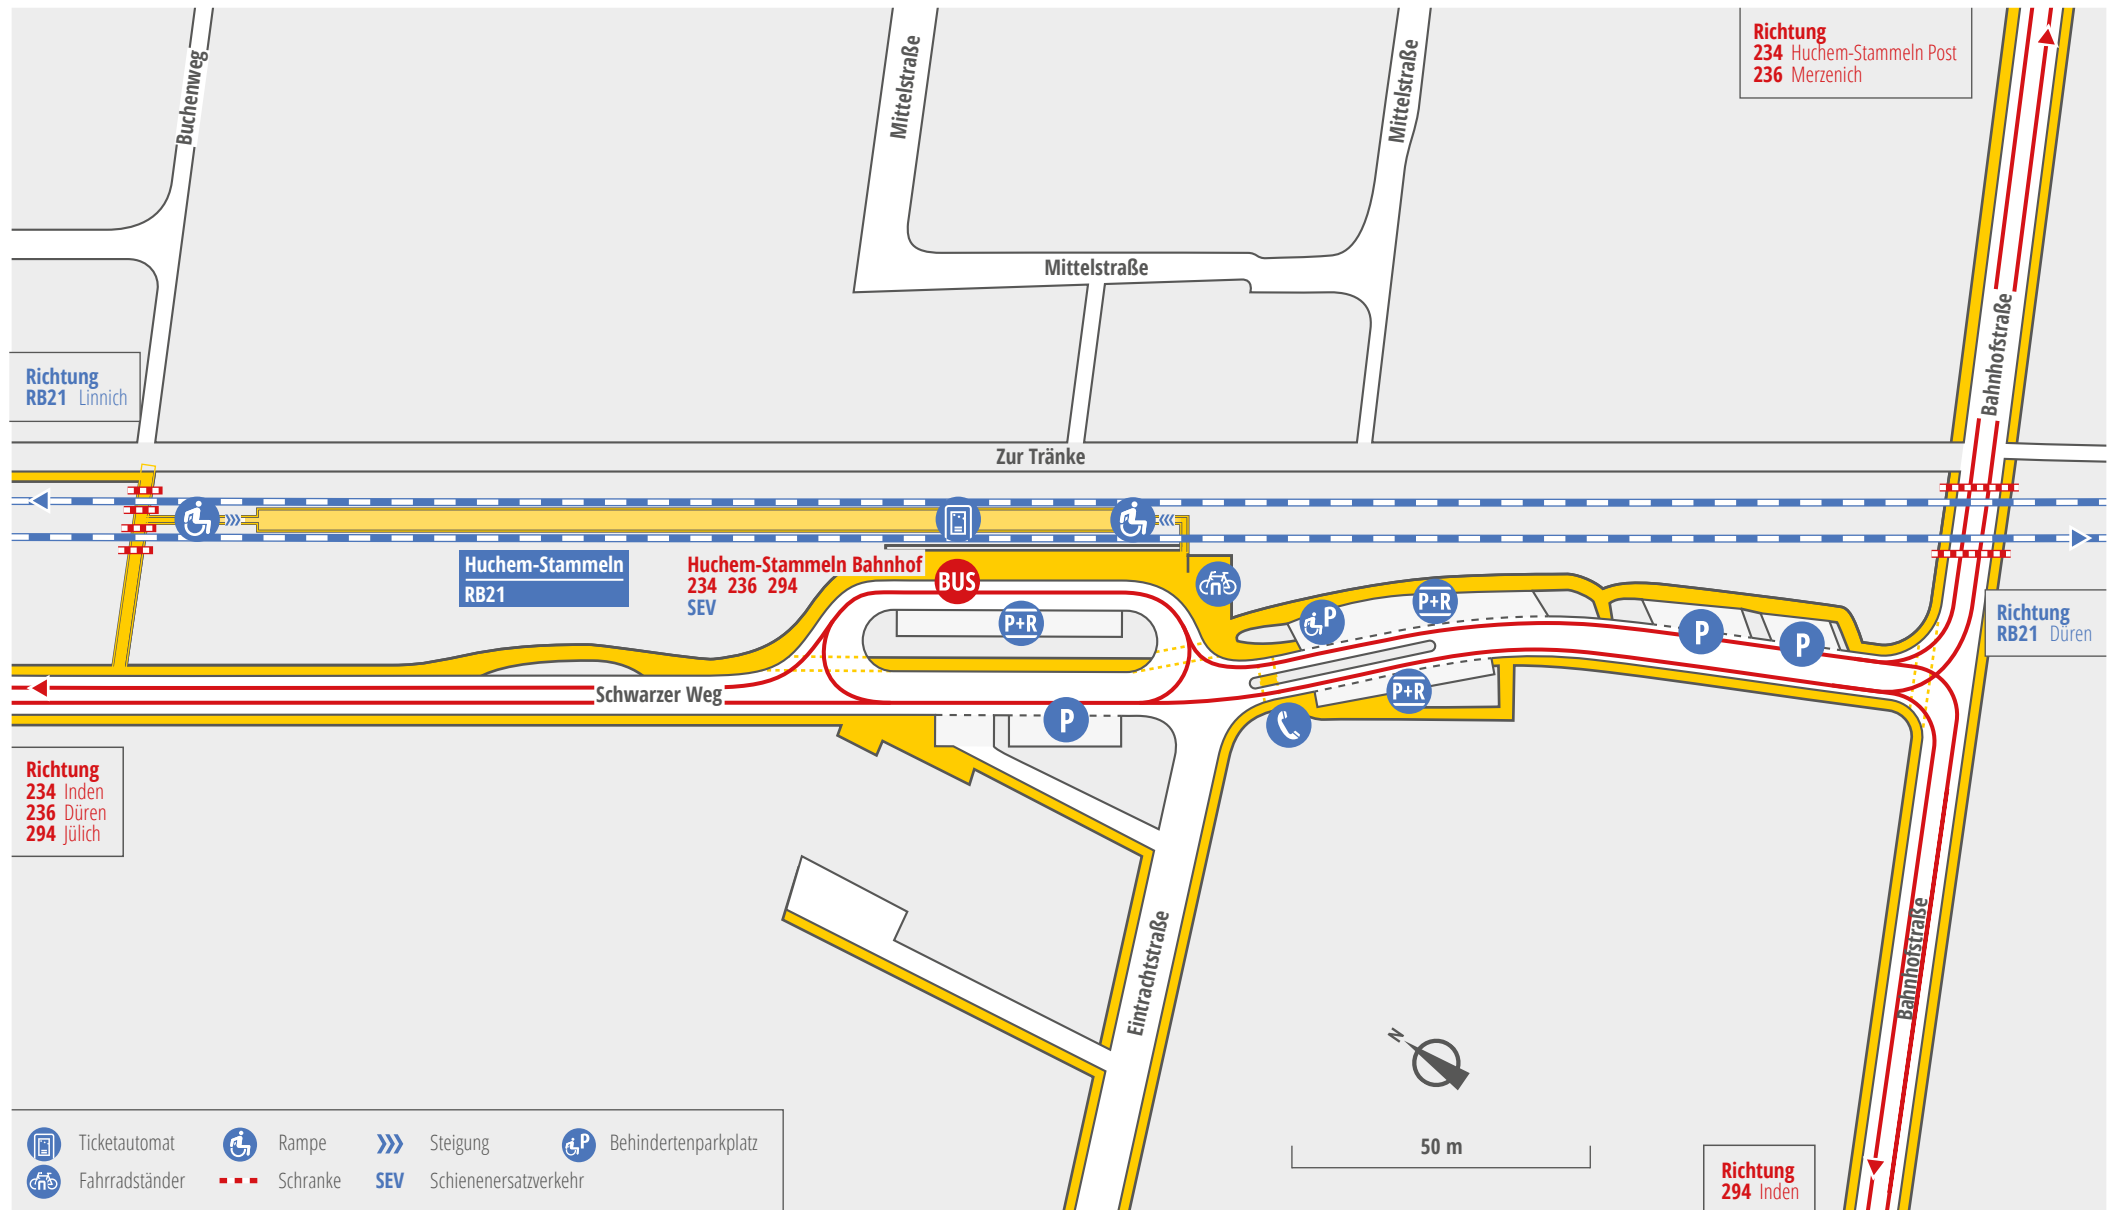 Buchenweg
Mittelstraße
Mittelstraße
Richtung
234 Huchem-Stammeln Post
236 Merzenich
Mittelstraße
Bahnhofstraße
Richtung
RB21 Linnich
Zur Tränke
Huchem-Stammeln
RB21
Huchem-Stammeln Bahnhof
234 236 294
SEV
BUS
P+R
P
P+R
P
P
Richtung
RB21 Düren
Schwarzer Weg
P
P+R
Richtung
234 Inden
236 Düren
294 Jülich
Eintrachtstraße
Bahnhofstraße
N
50 m
Richtung
294 Inden
Ticketautomat
Rampe
Steigung
P
Behindertenparkplatz
Fahrradständer
Schranke
SEV Schienenersatzverkehr